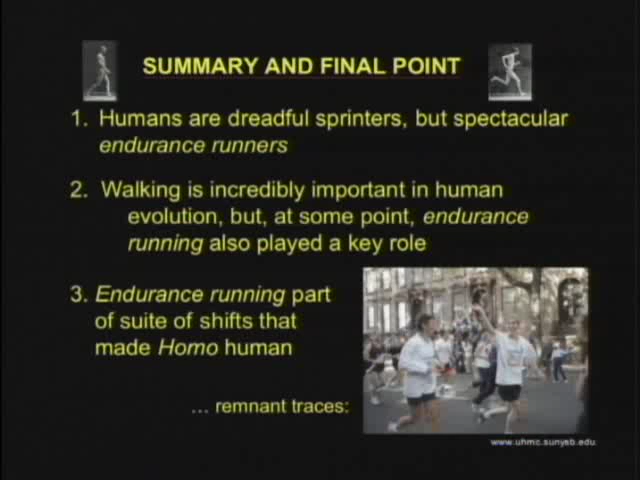 SUMMARY AND FINAL POINT
1. Humans are dreadful sprinters, but spectacular
endurance runners
2. Walking is incredibly important in human
evolution, but, at some point, endurance
running also played a key role
3. Endurance running part
of suite of shifts that
made Homo human
... remnant traces:
www.uhmc.sunysb.edu